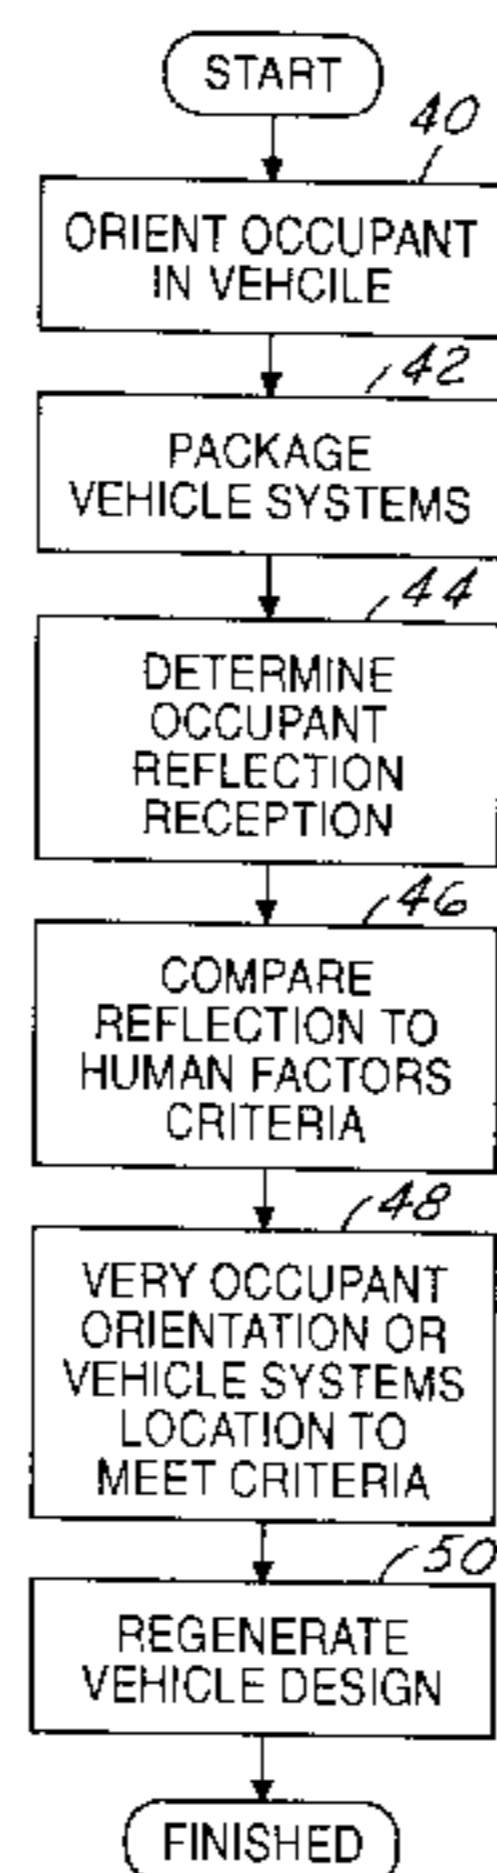 START
40
ORIENT OCCUPANT
IN VEHCILE
42
PACKAGE
VEHICLE SYSTEMS
44
DETERMINE
OCCUPANT
REFLECTION
RECEPTION
46
COMPARE
REFLECTION TO
HUMAN FACTORS
CRITERIA
48
VERY OCCUPANT
ORIENTATION OR
VEHICLE SYSTEMS
LOCATION TO
MEET CRITERIA
50
REGENERATE
VEHICLE DESIGN
FINISHED